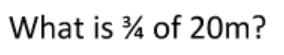 What is ¾ of 20m?